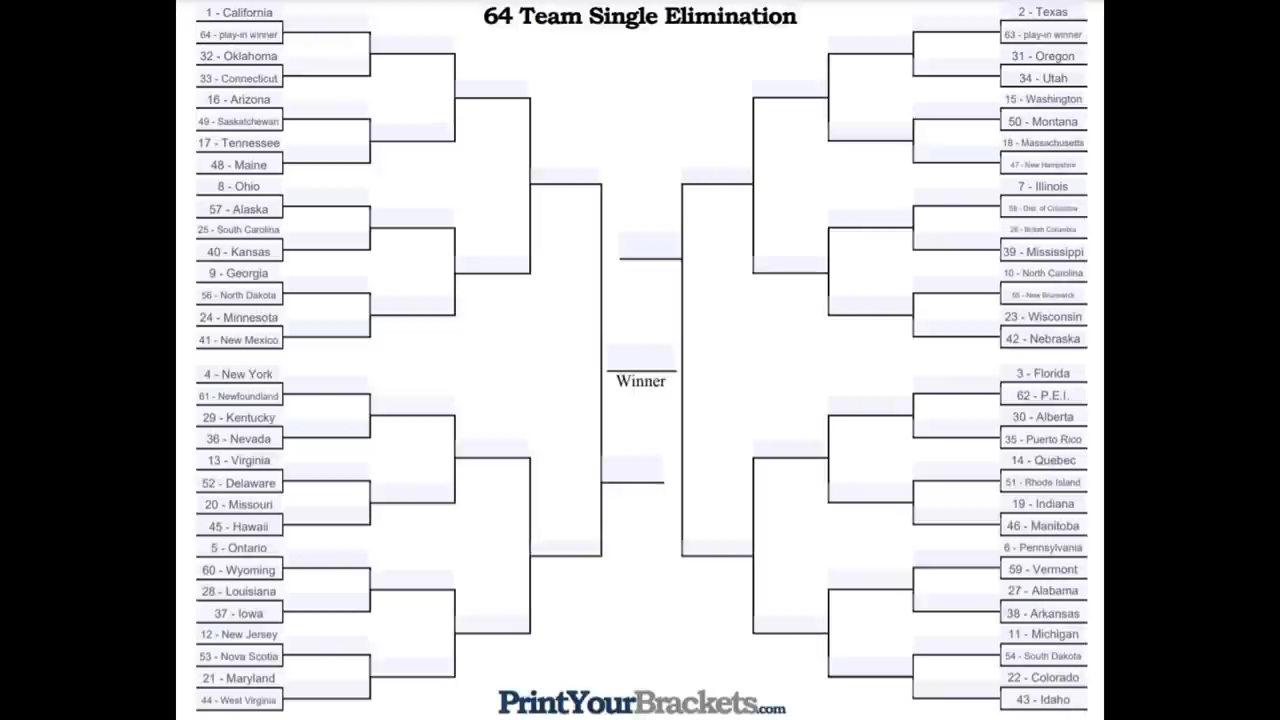 64 Team Single Elimination
1 - California
64 - play-in winner
32 - Oklahoma
33 - Connecticut
16 - Arizona
49 - Saskatchewan
17 - Tennessee
48 - Maine
8 - Ohio
57 - Alaska
25 - South Carolina
40 - Kansas
9 - Georgia
56 - North Dakota
24 - Minnesota
41 - New Mexico
4 - New York
61 - Newfoundland
29 - Kentucky
36 - Nevada
13 - Virginia
52 - Delaware
20 - Missouri
45 - Hawaii
5 - Ontario
60 - Wyoming
28 - Louisiana
37 - Iowa
12 - New Jersey
53 - Nova Scotia
21 - Maryland
44 - West Virginia
Winner
2 - Texas
63 - play-in winner
31 - Oregon
34 - Utah
15 - Washington
50 - Montana
18 - Massachusetts
47 - New Hampshire
7 - Illinois
Dist. of Columbia
26 - British Columbia
39 - Mississippi
10 - North Carolina
55 - New Brunswick
23 - Wisconsin
42 - Nebraska
3 - Florida
62 - P.E.I.
30 - Alberta
35 - Puerto Rico
14 - Quebec
51 - Rhode Island
19 - Indiana
46 - Manitoba
6 - Pennsylvania
59 - Vermont
27 - Alabama
38 - Arkansas
11 - Michigan
54 - South Dakota
22 - Colorado
43 - Idaho
PrintYourBrackets.com